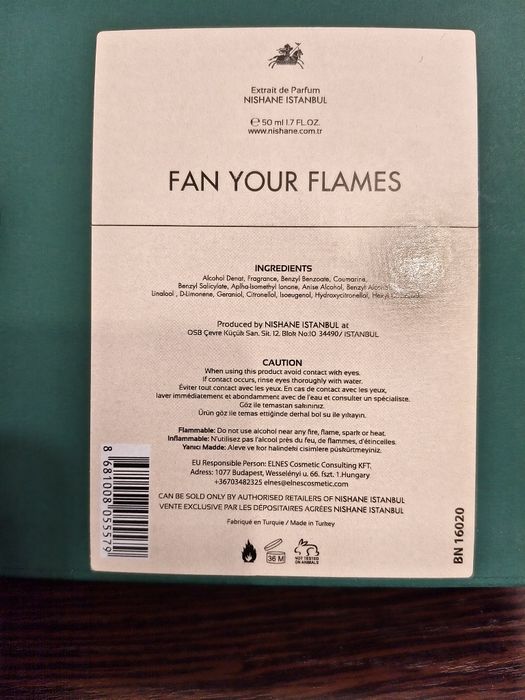 Extrait de Parfum
NISHANE ISTANBUL
℮ 50 ml 1.7 FL.OZ.
www.nishane.com.tr
FAN YOUR FLAMES
INGREDIENTS
Alcohol Denat, Fragrance, Benzyl Benzoate, Coumarine,
Benzyl Salicylate, Aplha-Isomethyl Ionone, Anise Alcohol, Benzyl
Linalool , D-Limonene, Geraniol, Citronellol, Isoeugenol, Hydroxycitronellol,
Produced by NISHANE ISTANBUL at
OSB Çevre Küçük San. Sit. 12. Blok No:10 34490/ ISTANBUL
CAUTION
When using this product avoid contact with eyes.
If contact occurs, rinse eyes thoroughly with water.
Éviter tout contact avec les yeux. En cas de contact avec les yeux,
laver immédiatement et abondamment avec de l'eau et consulter un spécialiste.
Göz ile temastan sakınınız.
Ürün göz ile temas ettiğinde derhal bol su ile yıkayın.
Flammable: Do not use alcohol near any fire, flame, spark or heat.
Inflammable: N'utilisez pas l'alcool près du feu, de flammes, d'étincelles.
Yanıcı Madde: Aleve ve kor halindeki cisimlere püskürtmeyiniz.
EU Responsible Person: ELNES Cosmetic Consulting KFT.
Adress: 1077 Budapest, Wesselényi u. 66. fszt. 1.Hungary
+36703482325 elnes@elnescosmetic.com
CAN BE SOLD ONLY BY AUTHORISED RETAILERS OF NISHANE ISTANBUL
VENTE EXCLUSIVE PAR LES DÉPOSITAIRES AGRÉES NISHANE ISTANBUL
Fabriqué en Turquie / Made in Turkey
36 M
NOT TESTED
ON ANIMALS
8 681008 055579
BN 16020